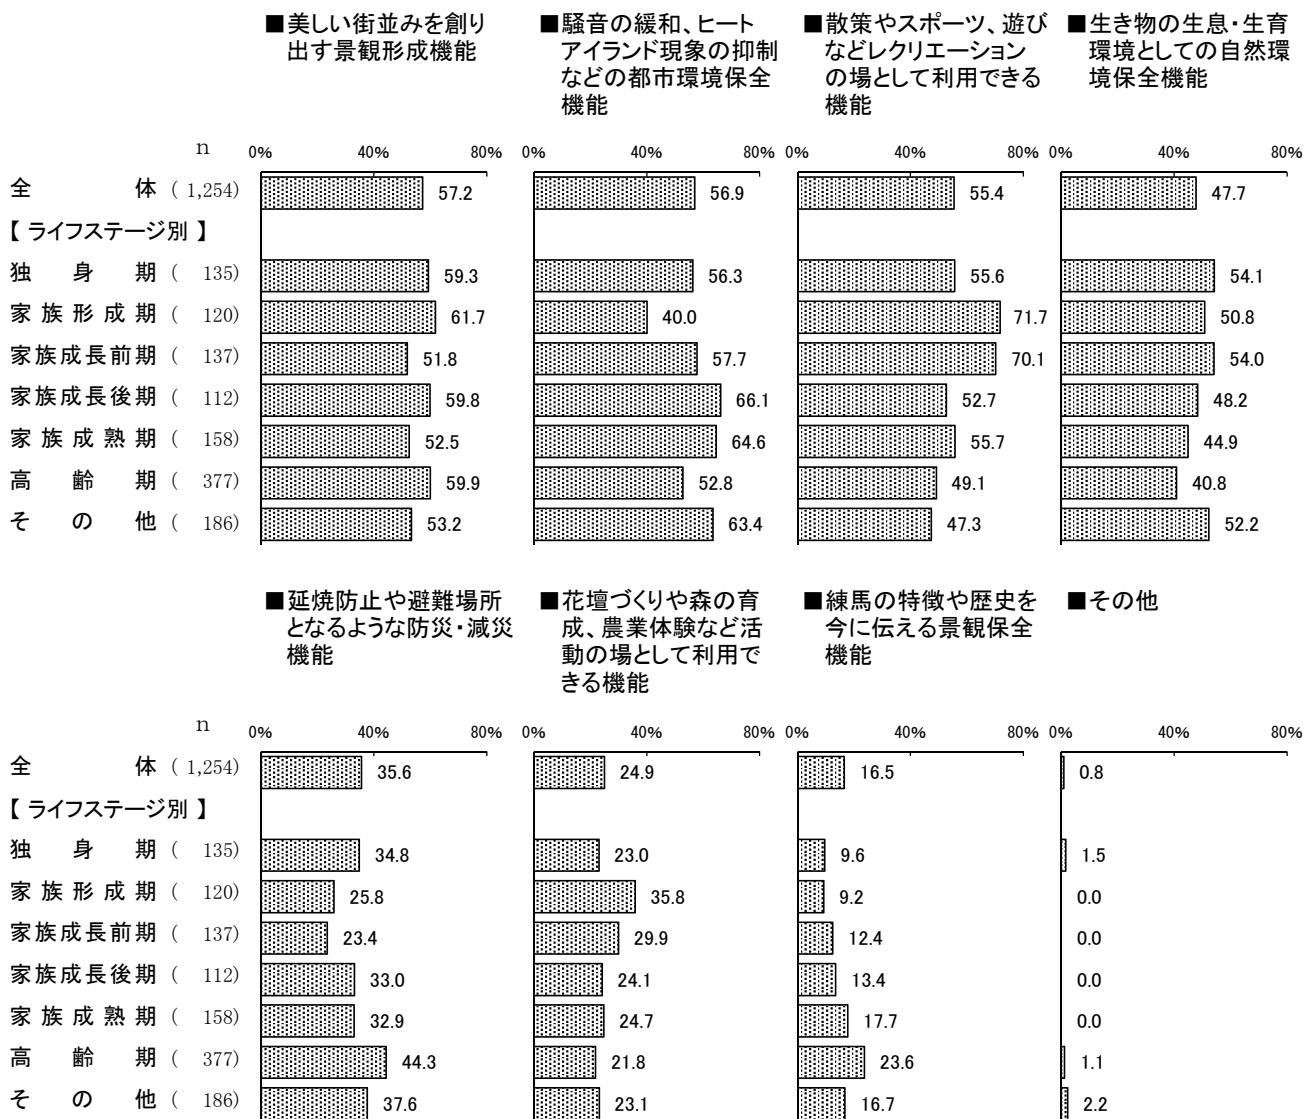 ■美しい街並みを創り
出す景観形成機能
■騒音の緩和、ヒート
アイランド現象の抑制
などの都市環境保全
機能
■散策やスポーツ、遊び
などレクリエーション
の場として利用できる
機能
■生き物の生息・生育
環境としての自然環
境保全機能
n 0% 40% 80% 0% 40% 80% 0% 40% 80% 0% 40% 80%
全体 ( 1,254) 57.2 56.9 55.4 47.7
【 ライフステージ別 】
独身期 ( 135) 59.3 56.3 55.6 54.1
家族形成期 ( 120) 61.7 40.0 71.7 50.8
家族成長前期 ( 137) 51.8 57.7 70.1 54.0
家族成長後期 ( 112) 59.8 66.1 52.7 48.2
家族成熟期 ( 158) 52.5 64.6 55.7 44.9
高齢期 ( 377) 59.9 52.8 49.1 40.8
その他 ( 186) 53.2 63.4 47.3 52.2
■延焼防止や避難場所
となるような防災・減災
機能
■花壇づくりや森の育
成、農業体験など活
動の場として利用で
きる機能
■練馬の特徴や歴史を
今に伝える景観保全
機能
■その他
n 0% 40% 80% 0% 40% 80% 0% 40% 80% 0% 40% 80%
全体 ( 1,254) 35.6 24.9 16.5 0.8
【 ライフステージ別 】
独身期 ( 135) 34.8 23.0 9.6 1.5
家族形成期 ( 120) 25.8 35.8 9.2 0.0
家族成長前期 ( 137) 23.4 29.9 12.4 0.0
家族成長後期 ( 112) 33.0 24.1 13.4 0.0
家族成熟期 ( 158) 32.9 24.7 17.7 0.0
高齢期 ( 377) 44.3 21.8 23.6 1.1
その他 ( 186) 37.6 23.1 16.7 2.2